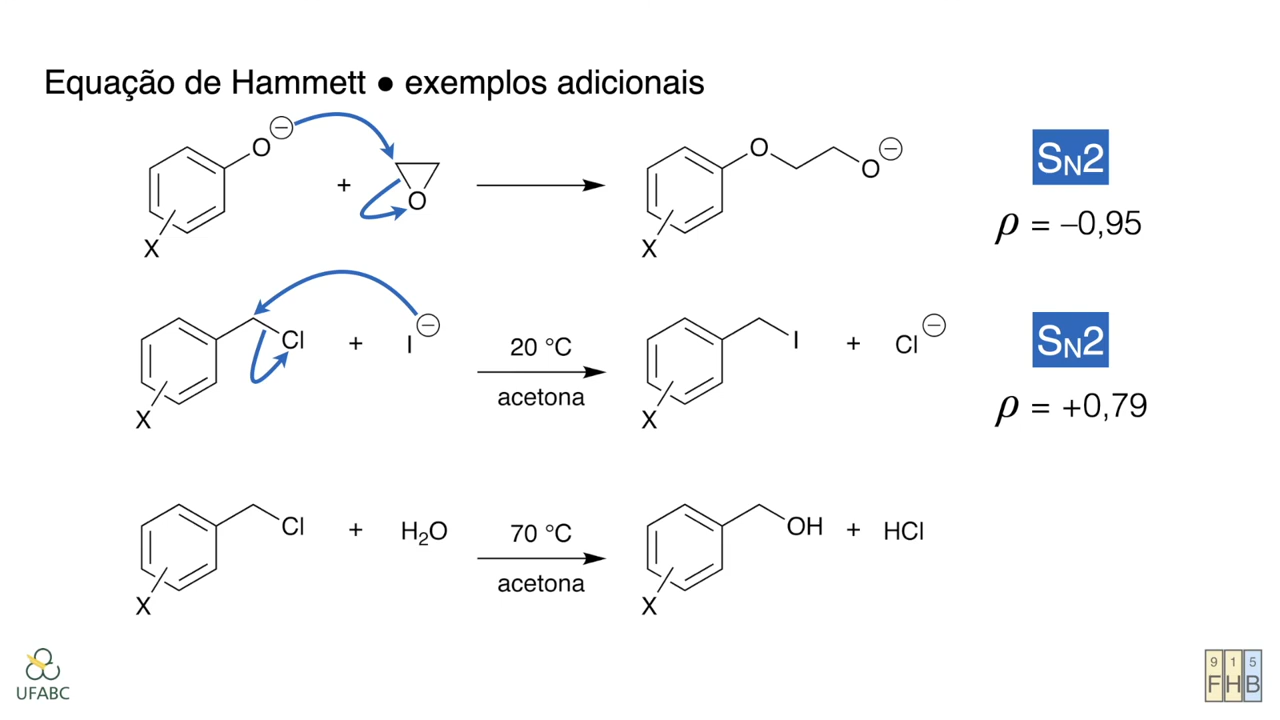 Equação de Hammett ● exemplos adicionais
O ⊖ + O X
O O ⊖ X
SN2
ρ = –0,95
Cl + I ⊖ X
20 °C
acetona
I + Cl ⊖ X
SN2
ρ = +0,79
Cl + H₂O X
70 °C
acetona
OH + HCl X
UFABC
9 1 5
F H B